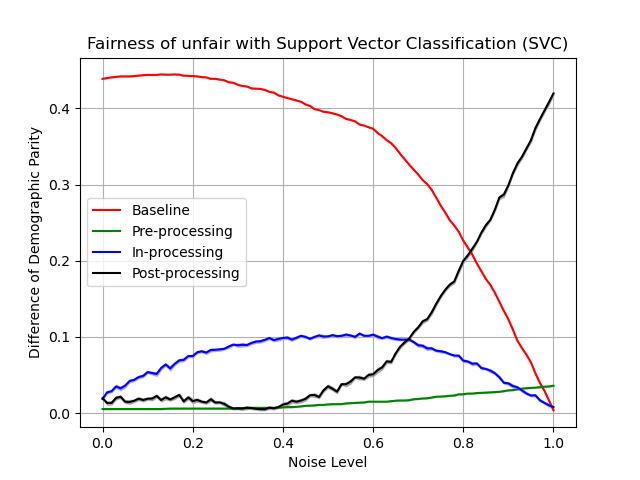 Fairness of unfair with Support Vector Classification (SVC)
Difference of Demographic Parity
0.4
0.3
0.2
0.1
0.0
Baseline
Pre-processing
In-processing
Post-processing
0.0 0.2 0.4 0.6 0.8 1.0
Noise Level